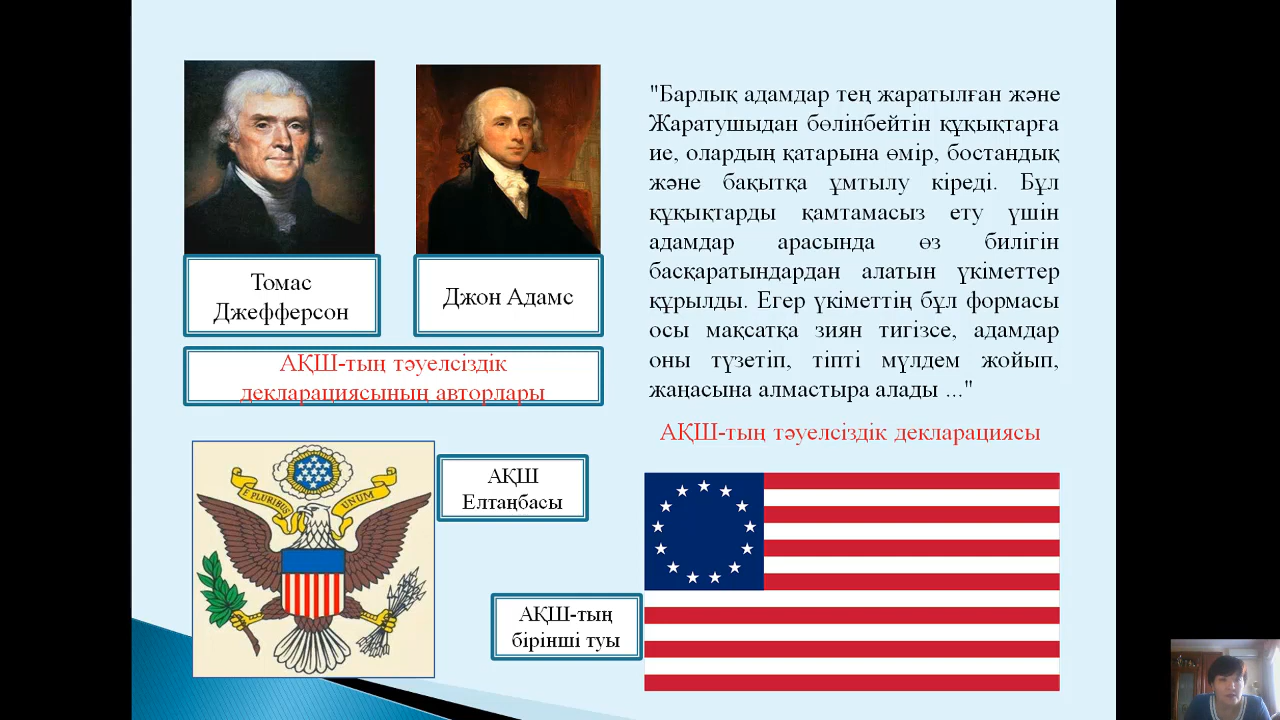 Томас
Джефферсон
Джон Адамс
АҚШ-тың тәуелсіздік
декларациясының авторлары
"Барлық адамдар тең жаратылған және
Жаратушыдан бөлінбейтін құқықтарға
ие, олардың қатарына өмір, бостандық
және бақытқа ұмтылу кіреді. Бұл
құқықтарды қамтамасыз ету үшін
адамдар арасында өз билігін
басқаратындардан алатын үкіметтер
құрылды. Егер үкіметтің бұл формасы
осы мақсатқа зиян тигізсе, адамдар
оны түзетіп, тіпті мүлдем жойып,
жаңасына алмастыра алады ..."
АҚШ-тың тәуелсіздік декларациясы
E PLURIBUS UNUM
АҚШ
Елтаңбасы
АҚШ-тың
бірінші туы